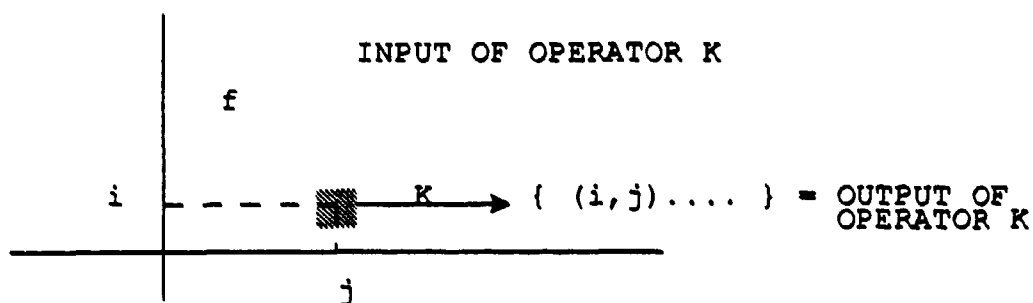 INPUT OF OPERATOR K
f
i K { (i,j).... } = OUTPUT OF
OPERATOR K
j